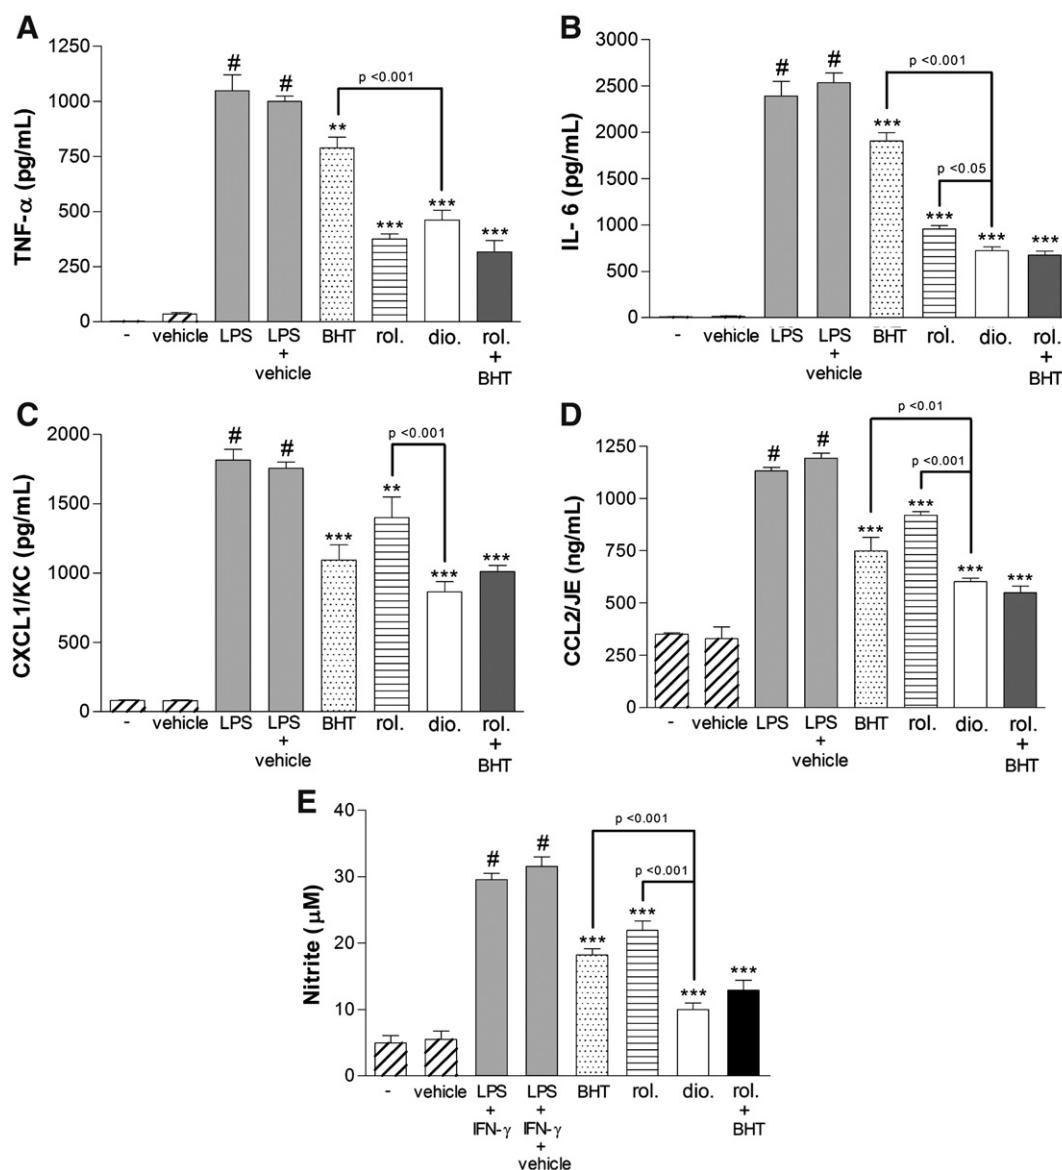 A
TNF-α (pg/mL)
1250
1000
750
500
250
0
#
#
**
***
***
***
p <0.001
- vehicle LPS LPS BHT rol. dio. rol.
+ +
vehicle BHT
B
IL- 6 (pg/mL)
3000
2500
2000
1500
1000
500
0
#
#
***
***
***
***
p <0.001
p <0.05
- vehicle LPS LPS BHT rol. dio. rol.
+ +
vehicle BHT
C
CXCL1/KC (pg/mL)
2000
1500
1000
500
0
#
#
***
**
***
***
p <0.001
- vehicle LPS LPS BHT rol. dio. rol.
+ +
vehicle BHT
D
CCL2/JE (ng/mL)
1250
1000
750
500
250
0
#
#
***
***
***
***
p <0.01
p <0.001
- vehicle LPS LPS BHT rol. dio. rol.
+ +
vehicle BHT
E
Nitrite ( μM)
40
30
20
10
0
#
#
***
***
***
***
p <0.001
p <0.001
- vehicle LPS LPS BHT rol. dio. rol.
+ + +
IFN-γ IFN-γ BHT
+
vehicle